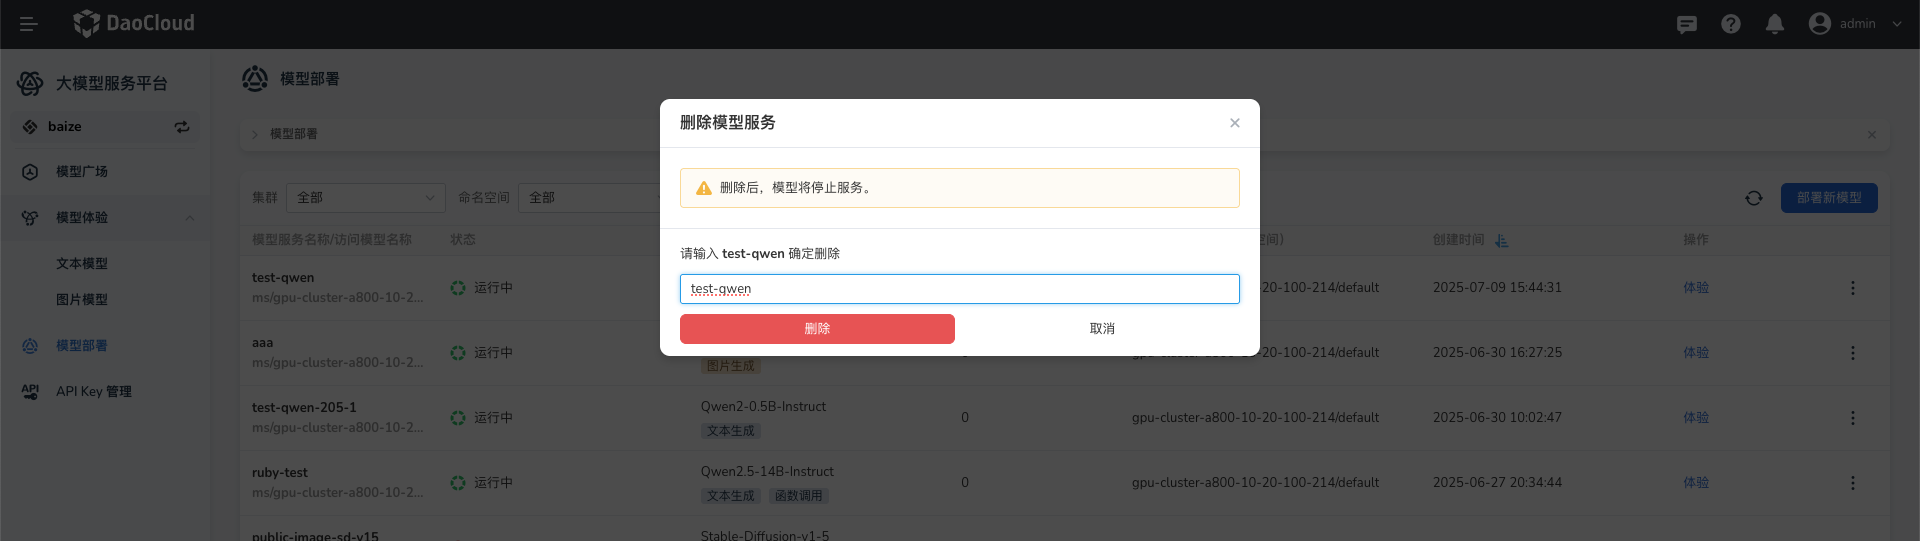 DaoCloud
admin
大模型服务平台
baize
模型广场
模型体验
文本模型
图片模型
模型部署
API Key 管理
模型部署
模型部署
集群 全部 命名空间 全部
部署新模型
模型服务名称/访问模型名称 状态 空间） 创建时间 操作
test-qwen
ms/gpu-cluster-a800-10-2... 运行中 20-100-214/default 2025-07-09 15:44:31 体验
aaa
ms/gpu-cluster-a800-10-2... 运行中 图片生成 gpu-cluster-a800-10-20-100-214/default 2025-06-30 16:27:25 体验
test-qwen-205-1
ms/gpu-cluster-a800-10-2... 运行中 Qwen2-0.5B-Instruct 0 gpu-cluster-a800-10-20-100-214/default 2025-06-30 10:02:47 体验
文本生成
ruby-test
ms/gpu-cluster-a800-10-2... 运行中 Qwen2.5-14B-Instruct 0 gpu-cluster-a800-10-20-100-214/default 2025-06-27 20:34:44 体验
文本生成 函数调用
public-image-sd-v15 Stable-Diffusion-v1-5
删除模型服务
删除后，模型将停止服务。
请输入 test-qwen 确定删除
test-qwen
删除 取消